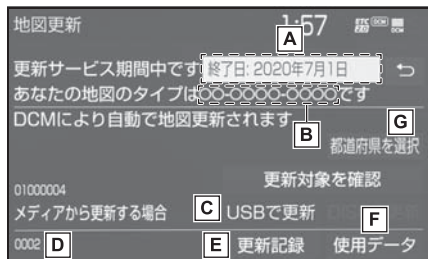 地図更新 1:57 ETC
A
更新サービス期間中です 終了日: 2020年7月1日
あなたの地図のタイプは○○-○○○○-○○○○です
DCMにより自動で地図更新されます B G
都道府県を選択
01000004 更新対象を確認
メディアから更新する場合 C USBで更新 F
0002 D E 更新記録 使用データ